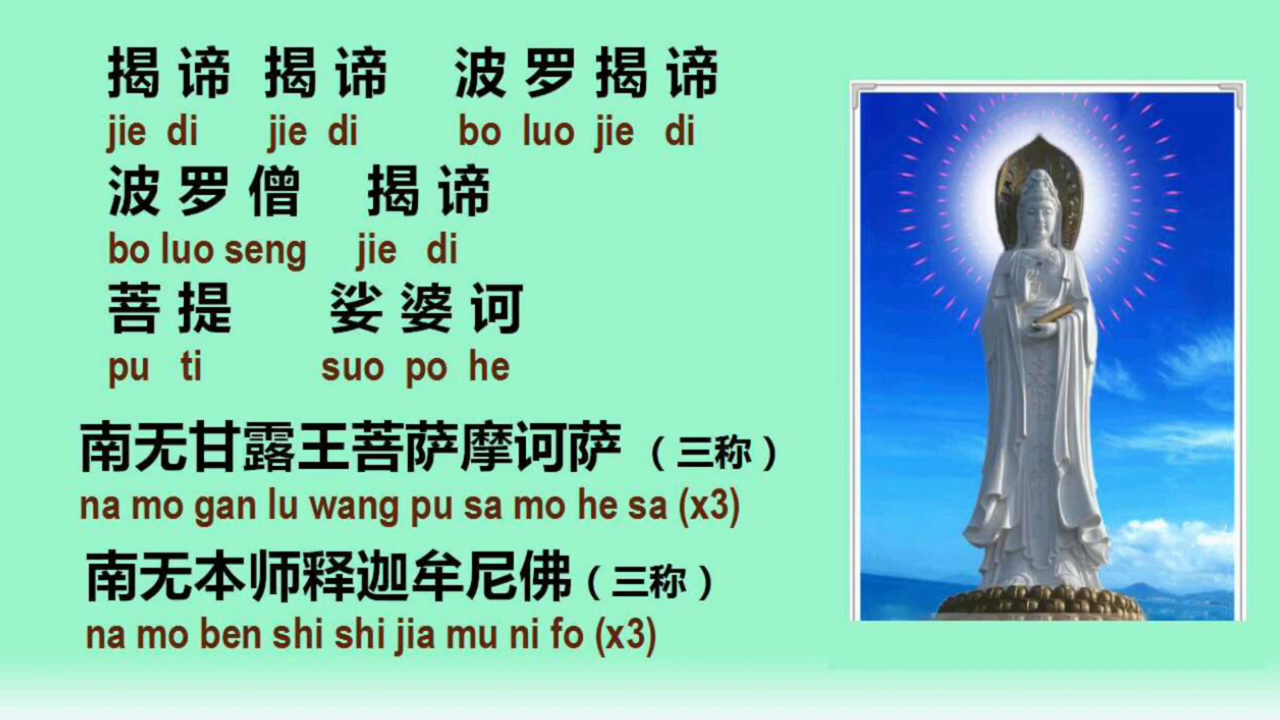 揭 谛 揭 谛 波 罗 揭 谛
jie di jie di bo luo jie di
波 罗 僧 揭 谛
bo luo seng jie di
菩 提 娑 婆 诃
pu ti suo po he
南无甘露王菩萨摩诃萨 （三称）
na mo gan lu wang pu sa mo he sa (x3)
南无本师释迦牟尼佛（三称）
na mo ben shi shi jia mu ni fo (x3)